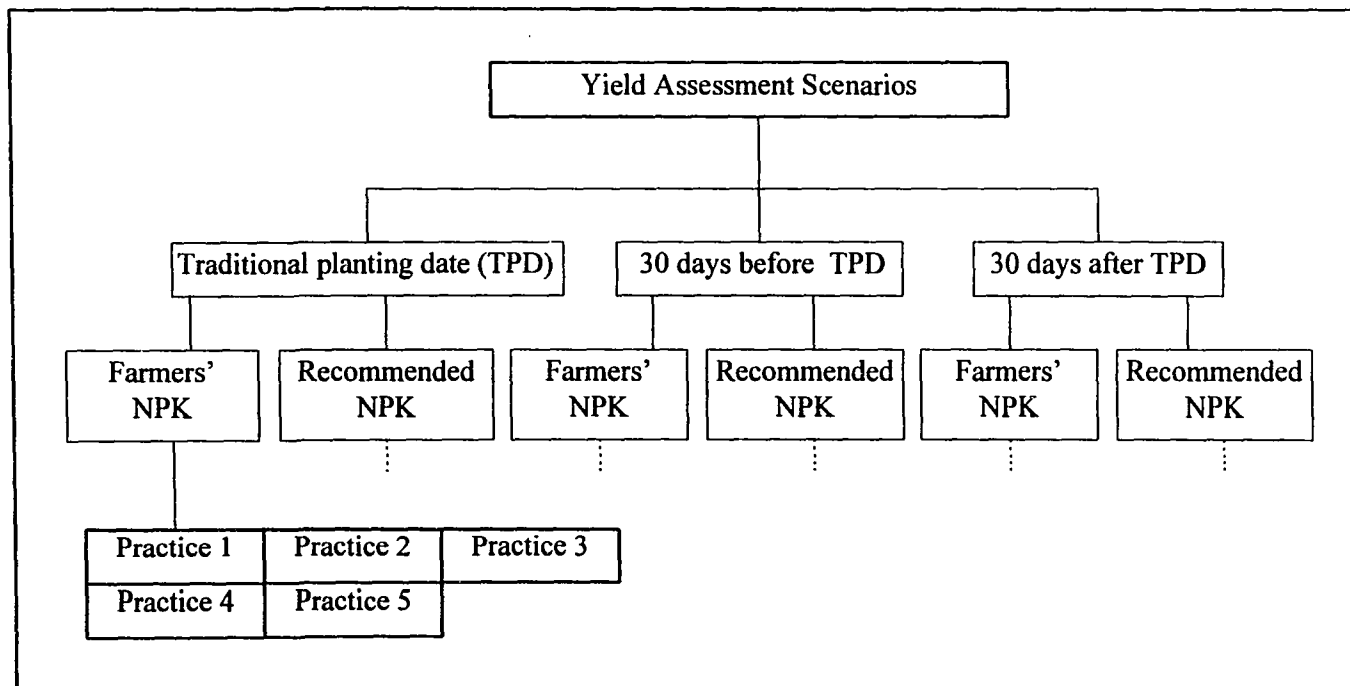 Yield Assessment Scenarios
Traditional planting date (TPD)
30 days before TPD
30 days after TPD
Farmers'
NPK
Recommended
NPK
Farmers'
NPK
Recommended
NPK
Farmers'
NPK
Recommended
NPK
Practice 1
Practice 2
Practice 3
Practice 4
Practice 5